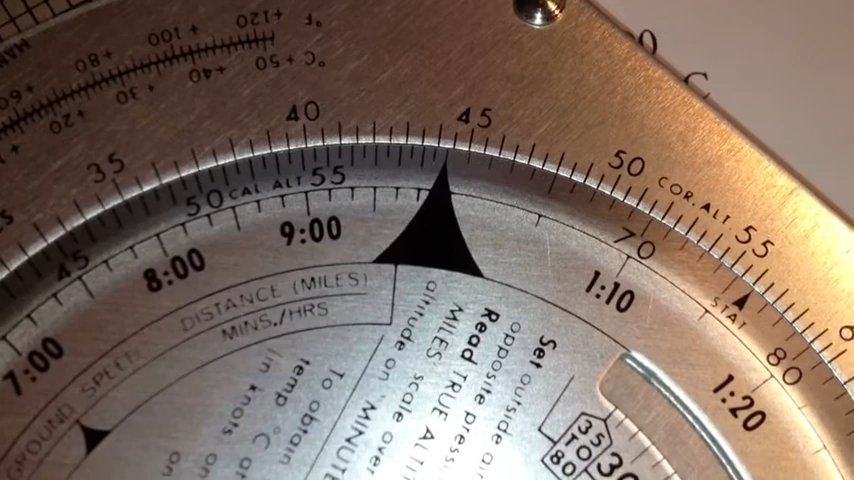 +60 +80 +100 +120 °F
+20 +30 +40 +50 °C
35 40 45 50 COR. ALT 55
45 50 CAL ALT 55 70 STAT 80
7:00 8:00 9:00 1:10 1:20
DISTANCE (MILES)
MINS./HRS
GROUND SPEE
To obtain
temp °C a
in knots on
altitude on "MINUTE
MILES scale over
Read TRUE ALTI
opposite press
Set outside air
35
TO
80
30